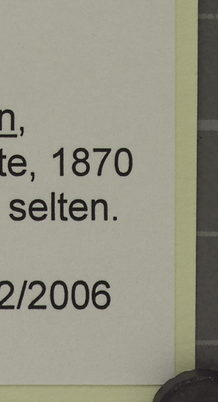 n,
te, 1870
selten.
2/2006